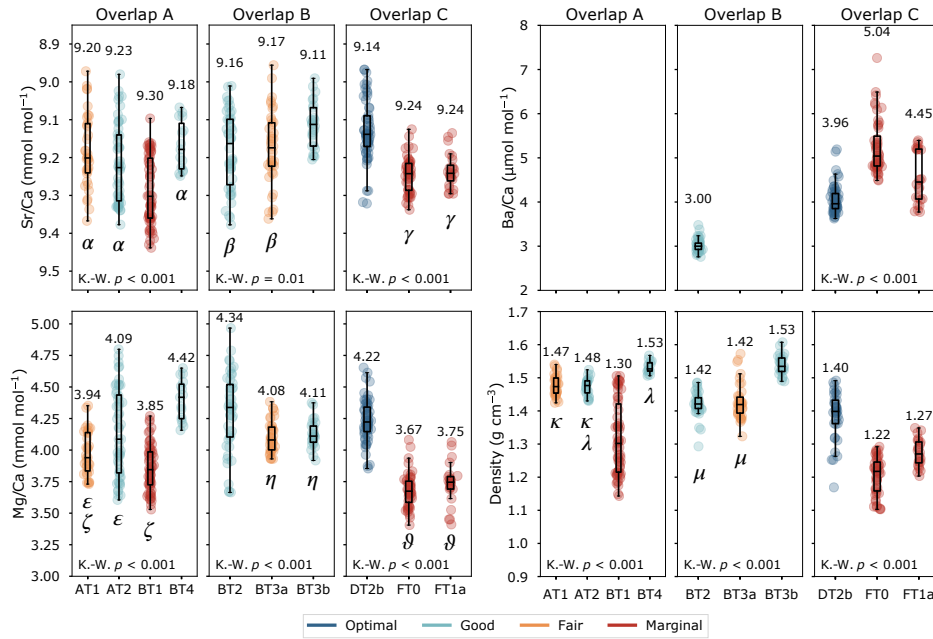 Overlap A Overlap B Overlap C
Sr/Ca (mmol mol⁻¹)
8.9
9.0
9.1
9.2
9.3
9.4
9.5
9.20 9.23 9.30 9.18
α α α
K.-W. p < 0.001
9.16 9.17 9.11
β β
K.-W. p = 0.01
9.14 9.24 9.24
γ γ
K.-W. p < 0.001
Overlap A Overlap B Overlap C
Ba/Ca (μmol mol⁻¹)
8
7
6
5
4
3
2
3.00
3.96 5.04 4.45
K.-W. p < 0.001
Mg/Ca (mmol mol⁻¹)
5.00
4.75
4.50
4.25
4.00
3.75
3.50
3.25
3.00
3.94 4.09 3.85 4.42
ε ε ζ
ζ
K.-W. p < 0.001
AT1 AT2 BT1 BT4
4.34 4.08 4.11
η η
K.-W. p < 0.001
BT2 BT3a BT3b
4.22 3.67 3.75
ϑ ϑ
K.-W. p < 0.001
DT2b FT0 FT1a
Density (g cm⁻³)
1.7
1.6
1.5
1.4
1.3
1.2
1.1
1.0
0.9
1.47 1.48 1.30 1.53
κ κ λ
λ
K.-W. p < 0.001
AT1 AT2 BT1 BT4
1.42 1.42 1.53
μ μ
K.-W. p < 0.001
BT2 BT3a BT3b
1.40 1.22 1.27
K.-W. p < 0.001
DT2b FT0 FT1a
Optimal Good Fair Marginal